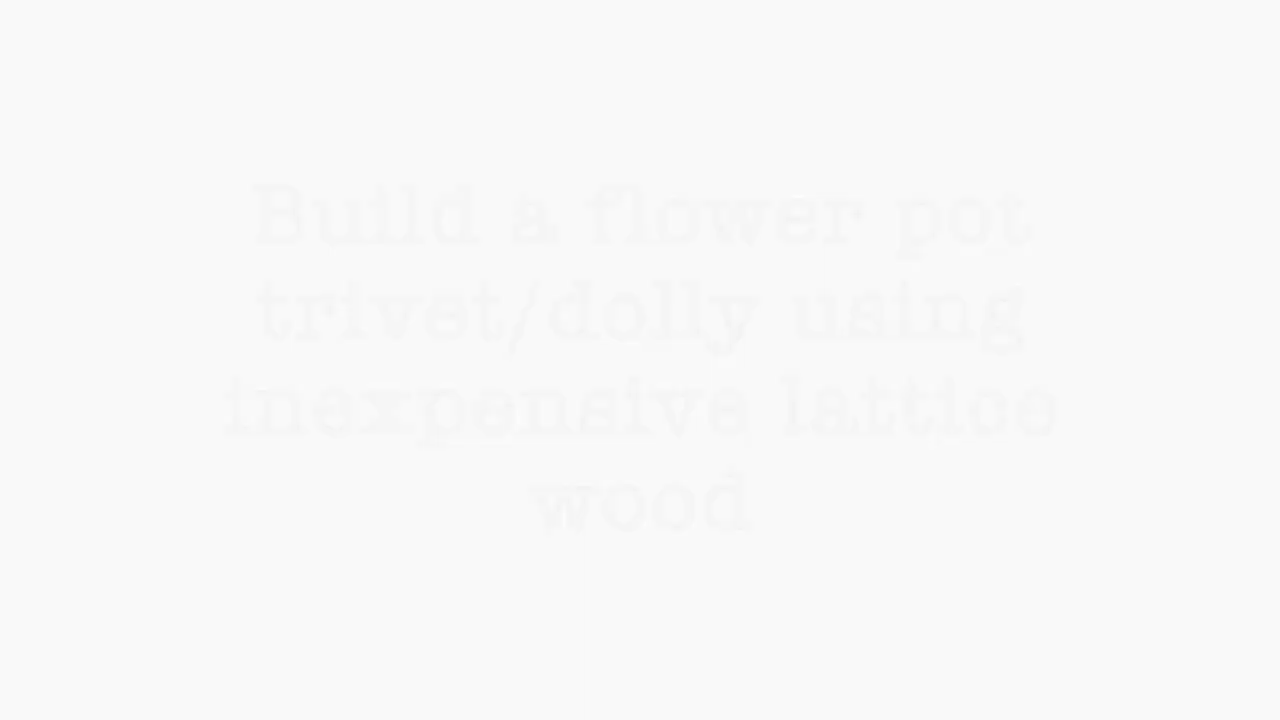 Build a flower pot
trivet/dolly using
inexpensive lattice
wood